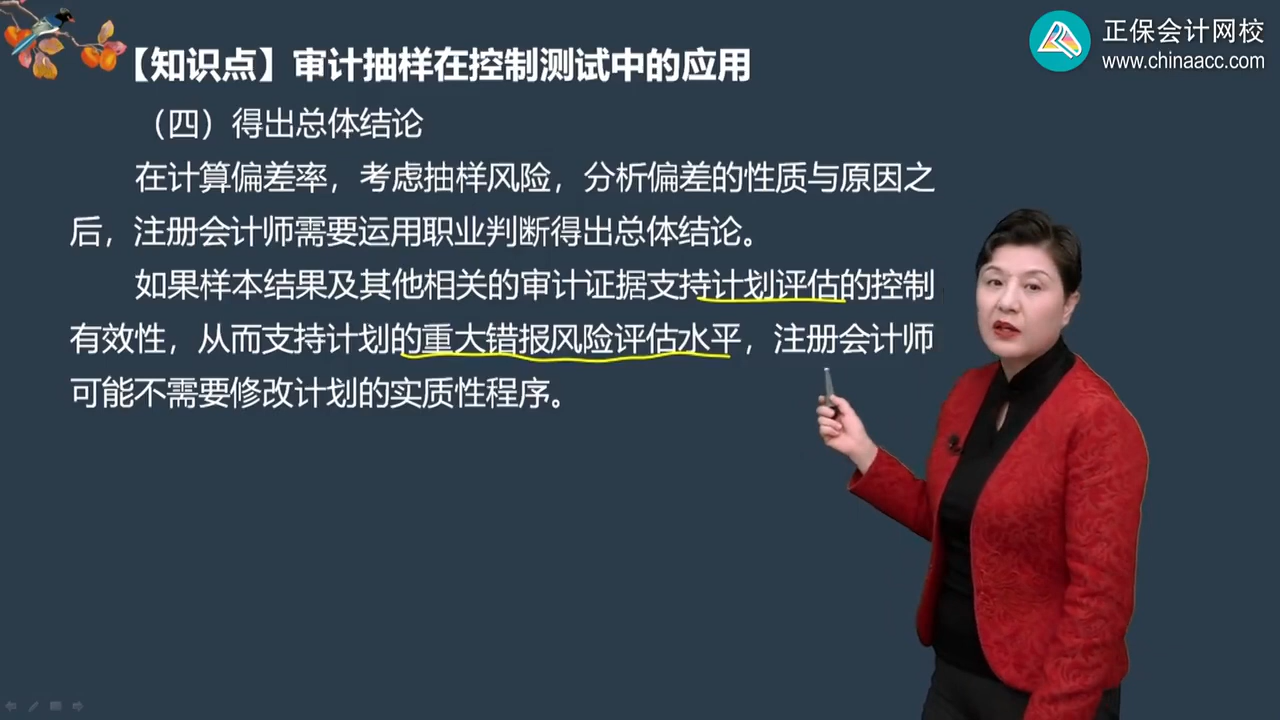 正保会计网校
www.chinaacc.com
【知识点】审计抽样在控制测试中的应用
（四）得出总体结论
在计算偏差率，考虑抽样风险，分析偏差的性质与原因之
后，注册会计师需要运用职业判断得出总体结论。
如果样本结果及其他相关的审计证据支持计划评估的控制
有效性，从而支持计划的重大错报风险评估水平，注册会计师
可能不需要修改计划的实质性程序。